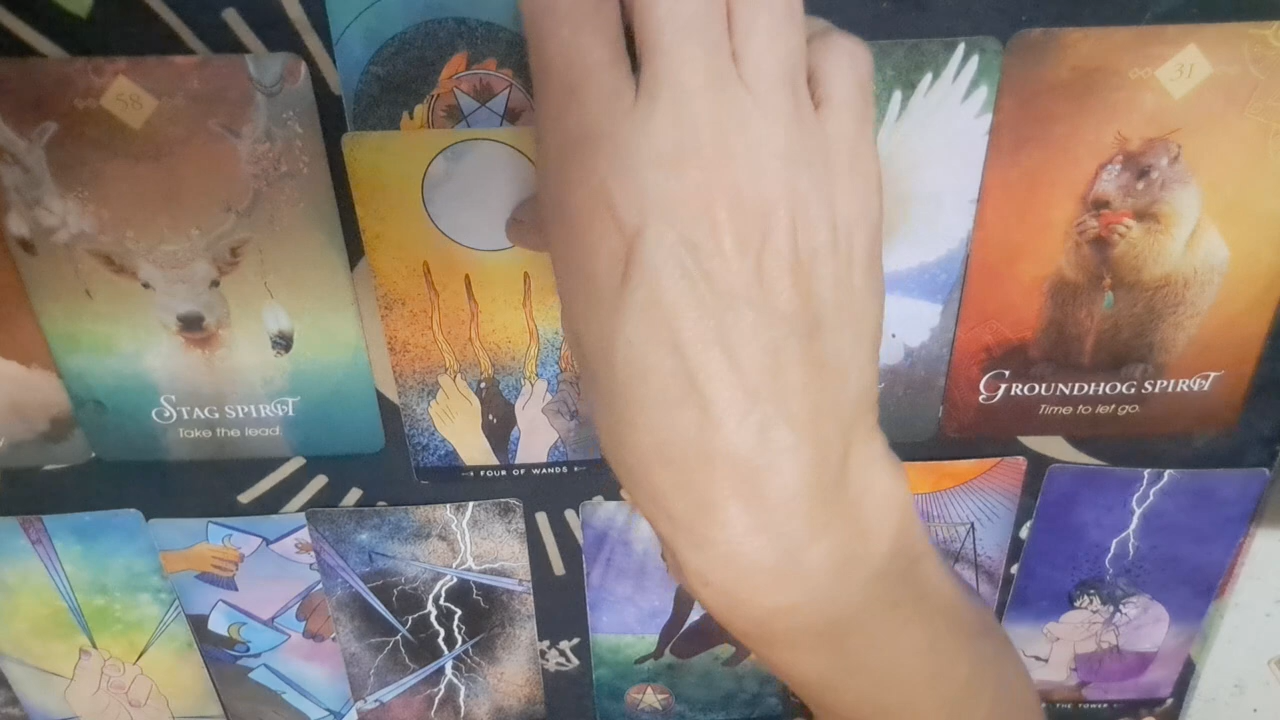 58
31
STAG SPIRIT
Take the lead.
GROUNDHOG SPIRIT
Time to let go.
FOUR OF WANDS
THE TOWER